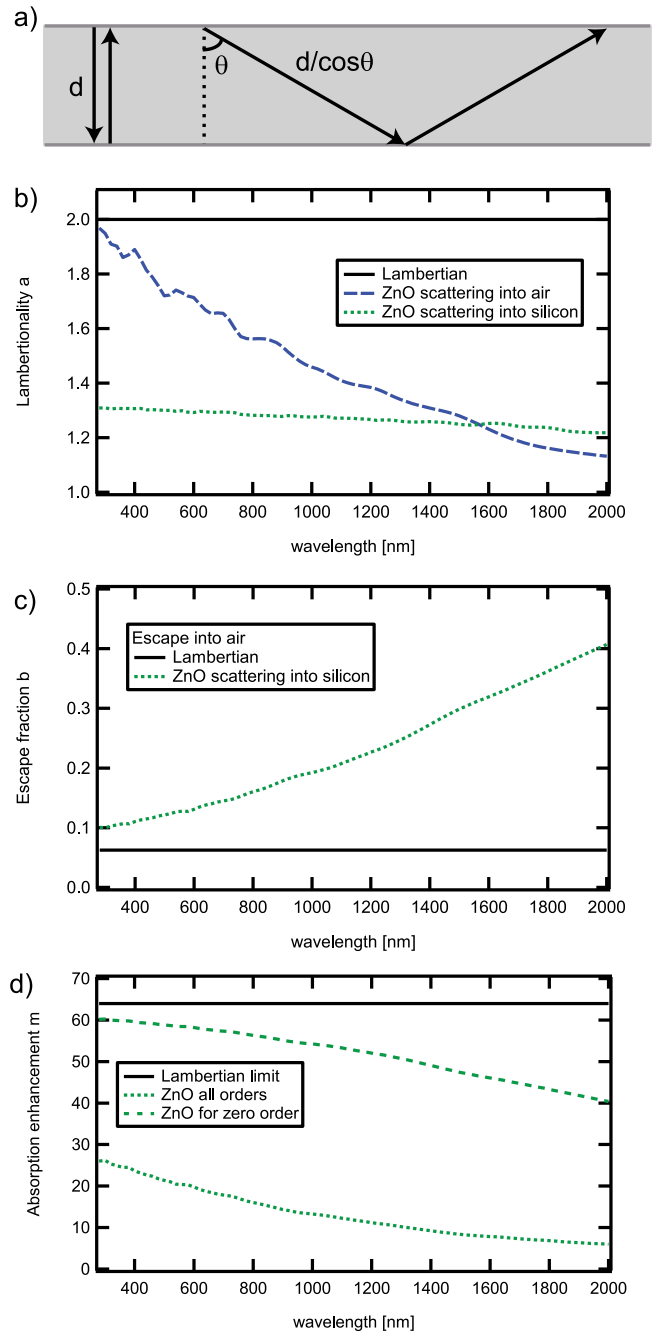 a)
d
θ
d/cosθ
b)
Lambertionality a
2.0
1.8
1.6
1.4
1.2
1.0
Lambertian
ZnO scattering into air
ZnO scattering into silicon
400 600 800 1000 1200 1400 1600 1800 2000
wavelength [nm]
c)
Escape fraction b
0.5
0.4
0.3
0.2
0.1
0.0
Escape into air
Lambertian
ZnO scattering into silicon
400 600 800 1000 1200 1400 1600 1800 2000
wavelength [nm]
d)
Absorption enhancement m
70
60
50
40
30
20
10
0
Lambertian limit
ZnO all orders
ZnO for zero order
400 600 800 1000 1200 1400 1600 1800 2000
wavelength [nm]